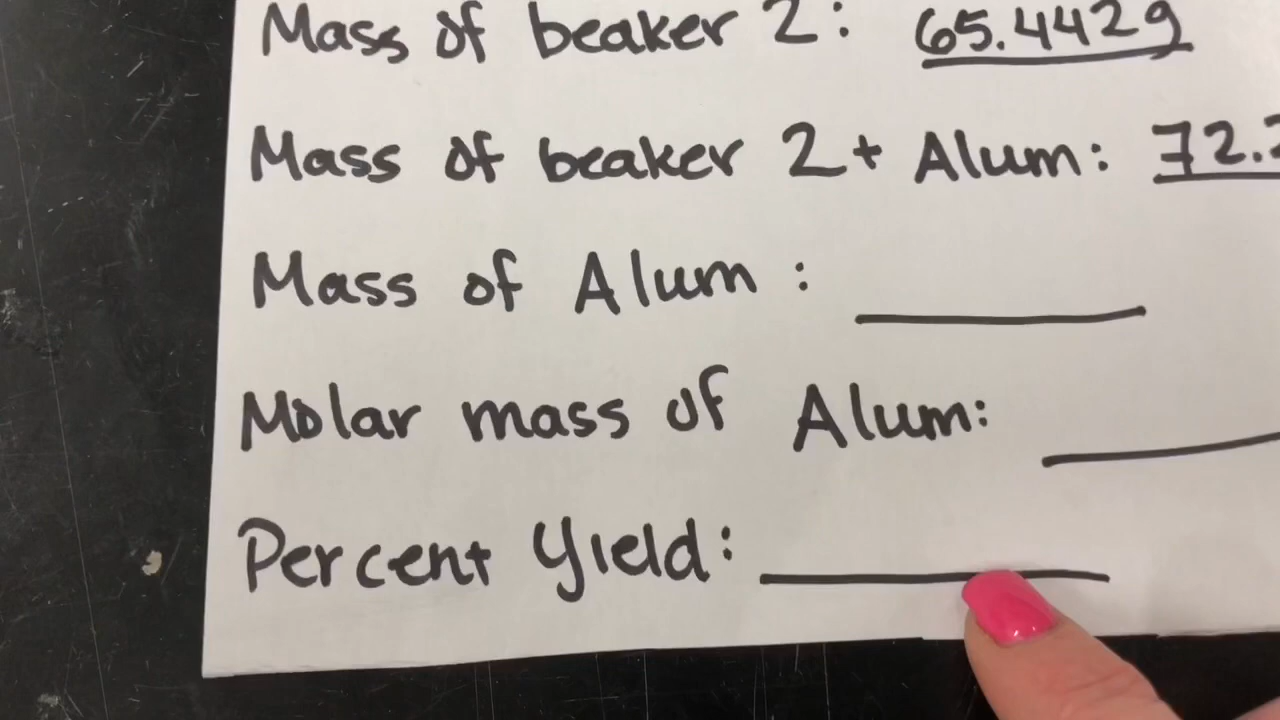 Mass of beaker 2: 65.442g
Mass of beaker 2 + Alum: 72.
Mass of Alum :
Molar mass of Alum:
Percent Yield: